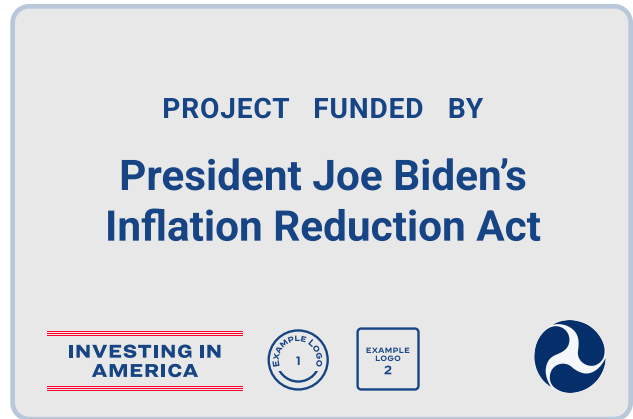 PROJECT FUNDED BY
President Joe Biden’s
Inflation Reduction Act
INVESTING IN
AMERICA
EXAMPLE LOGO
1
EXAMPLE
LOGO
2